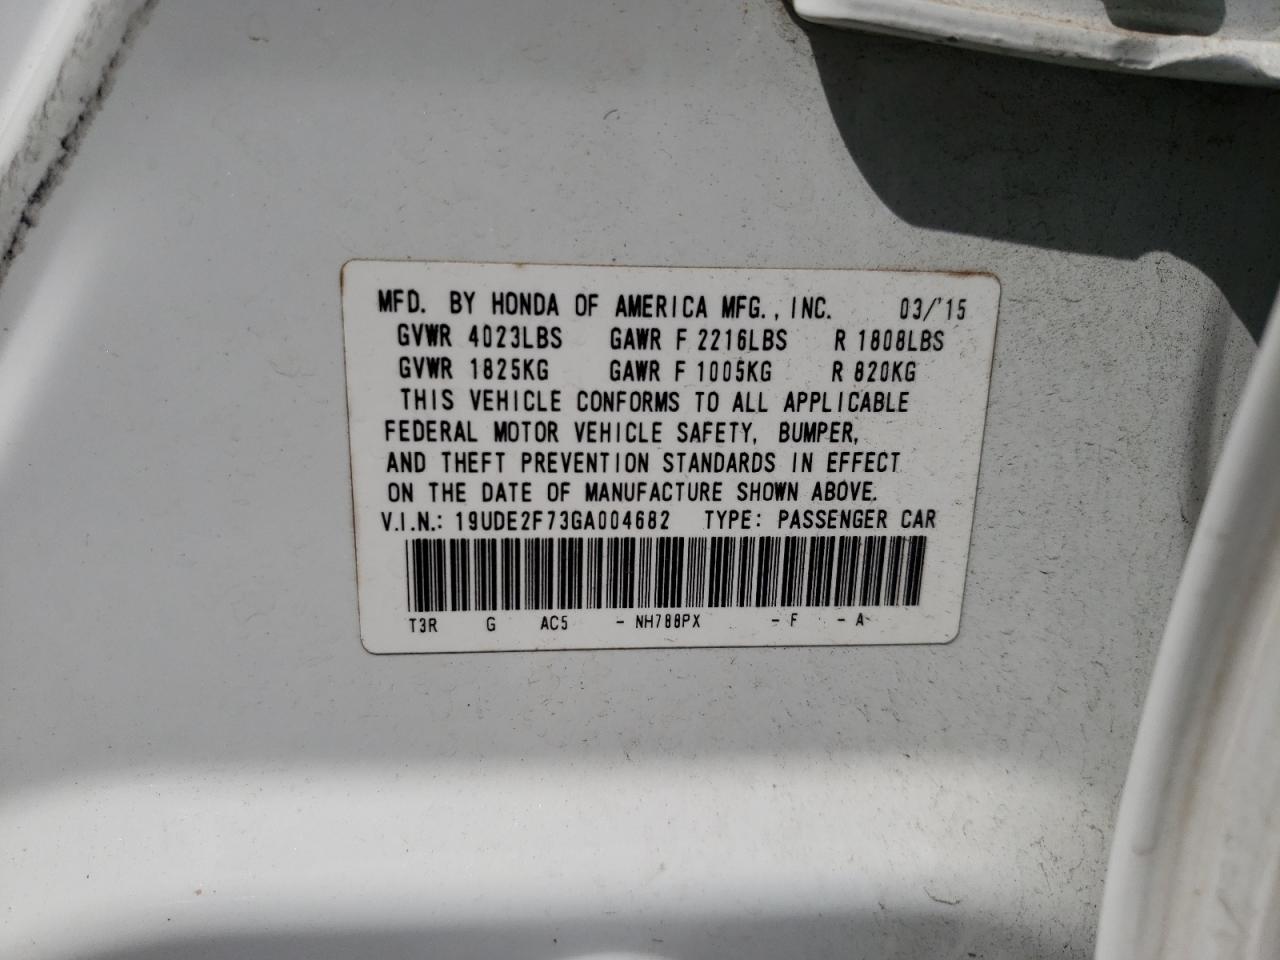 MFD. BY HONDA OF AMERICA MFG., INC. 03/'15
GVWR 4023LBS GAWR F 2216LBS R 1808LBS
GVWR 1825KG GAWR F 1005KG R 820KG
THIS VEHICLE CONFORMS TO ALL APPLICABLE
FEDERAL MOTOR VEHICLE SAFETY, BUMPER,
AND THEFT PREVENTION STANDARDS IN EFFECT
ON THE DATE OF MANUFACTURE SHOWN ABOVE.
V.I.N.: 19UDE2F73GA004682 TYPE: PASSENGER CAR
T3R G AC5 - NH788PX - F - A